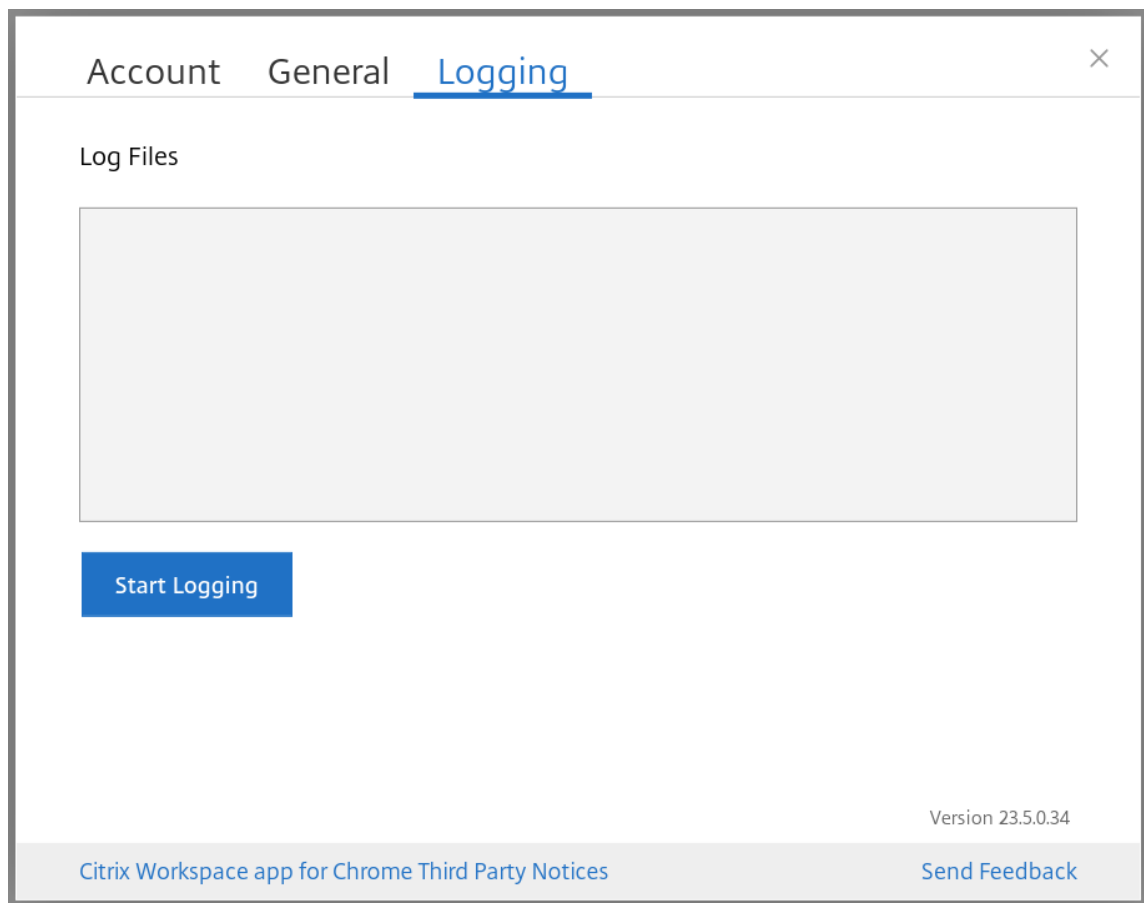 Account General Logging
Log Files
Start Logging
Version 23.5.0.34
Citrix Workspace app for Chrome Third Party Notices Send Feedback